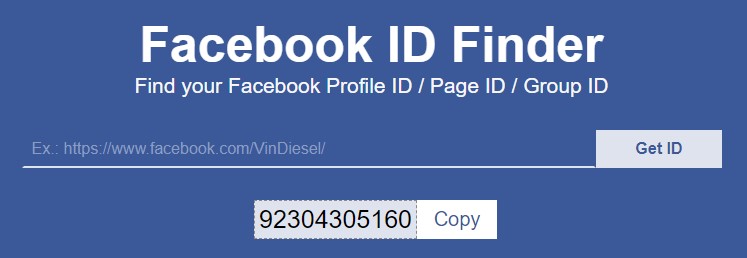 Facebook ID Finder
Find your Facebook Profile ID / Page ID / Group ID
Ex.: https://www.facebook.com/VinDiesel/ Get ID
92304305160 Copy